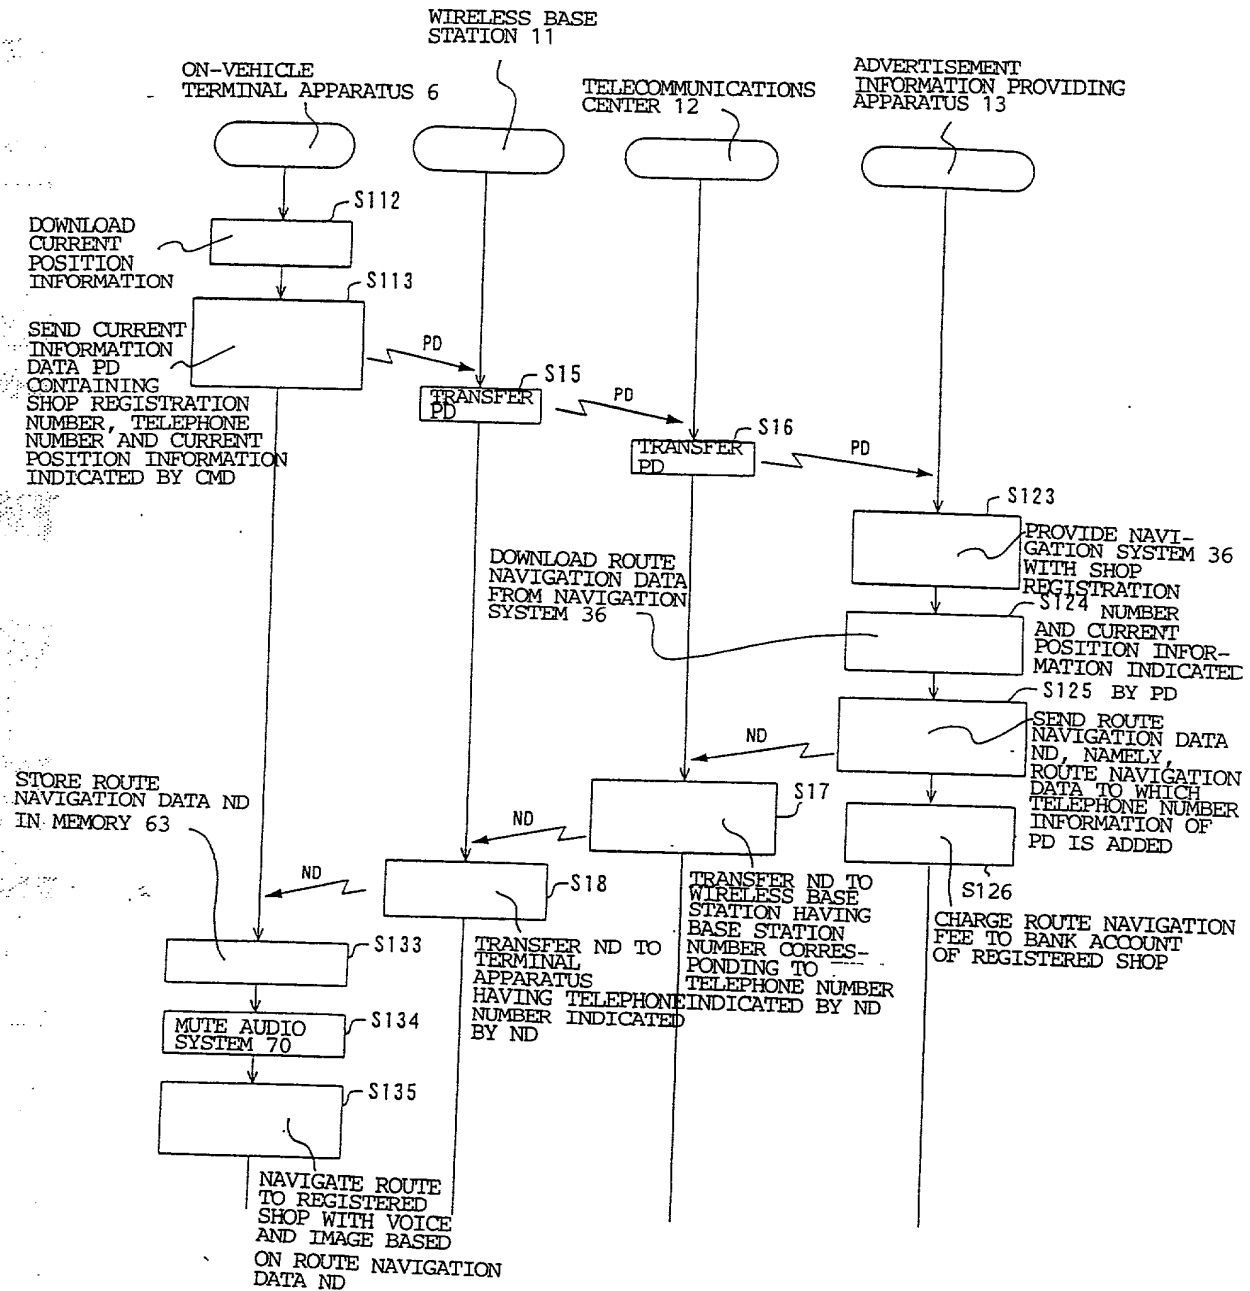 WIRELESS BASE
STATION 11
ON-VEHICLE
TERMINAL APPARATUS 6
TELECOMMUNICATIONS
CENTER 12
ADVERTISEMENT
INFORMATION PROVIDING
APPARATUS 13
S112
DOWNLOAD
CURRENT
POSITION
INFORMATION
S113
SEND CURRENT
INFORMATION
DATA PD
CONTAINING
SHOP REGISTRATION
NUMBER, TELEPHONE
NUMBER AND CURRENT
POSITION INFORMATION
INDICATED BY CMD
PD
S15
TRANSFER
PD
PD
S16
TRANSFER
PD
PD
S123
PROVIDE NAVI-
GATION SYSTEM 36
WITH SHOP
REGISTRATION
NUMBER
AND CURRENT
POSITION INFOR-
MATION INDICATED
BY PD
S124
DOWNLOAD ROUTE
NAVIGATION DATA
FROM NAVIGATION
SYSTEM 36
S125
SEND ROUTE
NAVIGATION DATA
ND, NAMELY,
ROUTE NAVIGATION
DATA TO WHICH
TELEPHONE NUMBER
INFORMATION OF
PD IS ADDED
ND
S17
TRANSFER ND TO
WIRELESS BASE
STATION HAVING
BASE STATION
NUMBER CORRES-
PONDING TO
TELEPHONE NUMBER
INDICATED BY ND
S126
CHARGE ROUTE NAVIGATION
FEE TO BANK ACCOUNT
OF REGISTERED SHOP
ND
S18
TRANSFER ND TO
TERMINAL
APPARATUS
HAVING TELEPHONE
NUMBER INDICATED
BY ND
ND
STORE ROUTE
NAVIGATION DATA ND
IN MEMORY 63
S133
S134
MUTE AUDIO
SYSTEM 70
S135
NAVIGATE ROUTE
TO REGISTERED
SHOP WITH VOICE
AND IMAGE BASED
ON ROUTE NAVIGATION
DATA ND